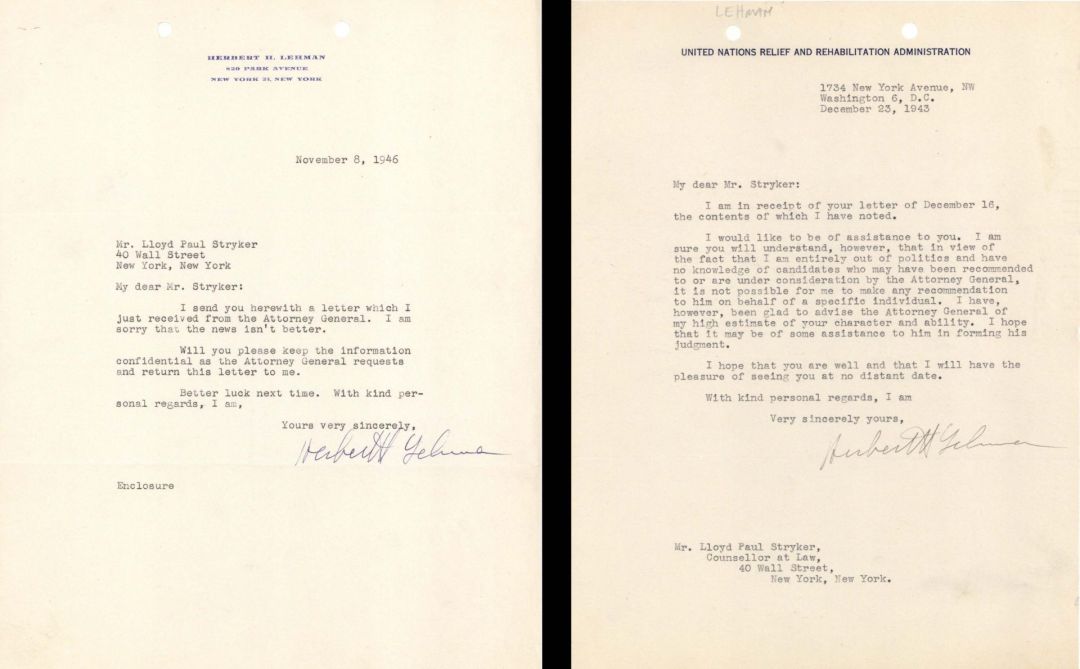 HERBERT H. LEHMAN
820 PARK AVENUE
NEW YORK 21, NEW YORK
November 8, 1946
Mr. Lloyd Paul Stryker
40 Wall Street
New York, New York
My dear Mr. Stryker:
I send you herewith a letter which I
just received from the Attorney General. I am
sorry that the news isn't better.
Will you please keep the information
confidential as the Attorney General requests
and return this letter to me.
Better luck next time. With kind per-
sonal regards, I am,
Yours very sincerely,
Herbert H Lehman
Enclosure
LEHMAN
UNITED NATIONS RELIEF AND REHABILITATION ADMINISTRATION
1734 New York Avenue, NW
Washington 6, D.C.
December 23, 1943
My dear Mr. Stryker:
I am in receipt of your letter of December 16,
the contents of which I have noted.
I would like to be of assistance to you. I am
sure you will understand, however, that in view of
the fact that I am entirely out of politics and have
no knowledge of candidates who may have been recommended
to or are under consideration by the Attorney General,
it is not possible for me to make any recommendation
to him on behalf of a specific individual. I have,
however, been glad to advise the Attorney General of
my high estimate of your character and ability. I hope
that it may be of some assistance to him in forming his
judgment.
I hope that you are well and that I will have the
pleasure of seeing you at no distant date.
With kind personal regards, I am
Very sincerely yours,
Herbert H Lehman
Mr. Lloyd Paul Stryker,
Counsellor at Law,
40 Wall Street,
New York, New York.